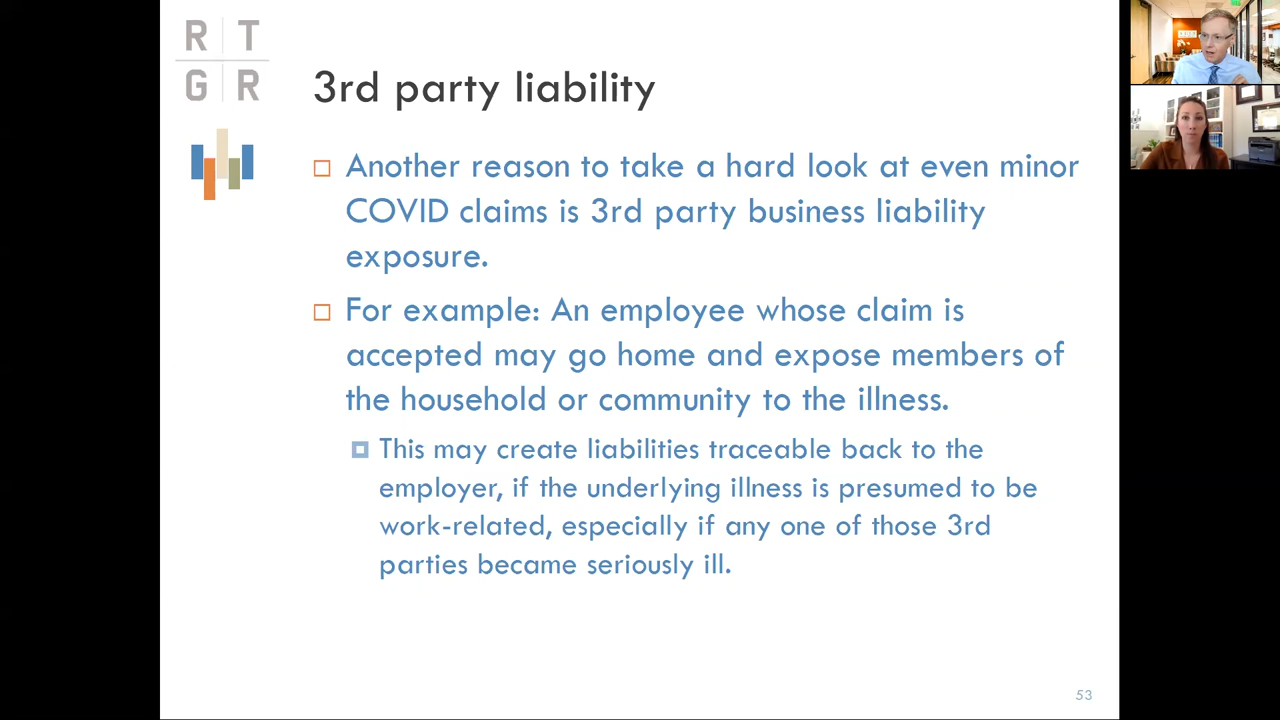 R T
G R
3rd party liability
Another reason to take a hard look at even minor
COVID claims is 3rd party business liability
exposure.
For example: An employee whose claim is
accepted may go home and expose members of
the household or community to the illness.
This may create liabilities traceable back to the
employer, if the underlying illness is presumed to be
work-related, especially if any one of those 3rd
parties became seriously ill.
53